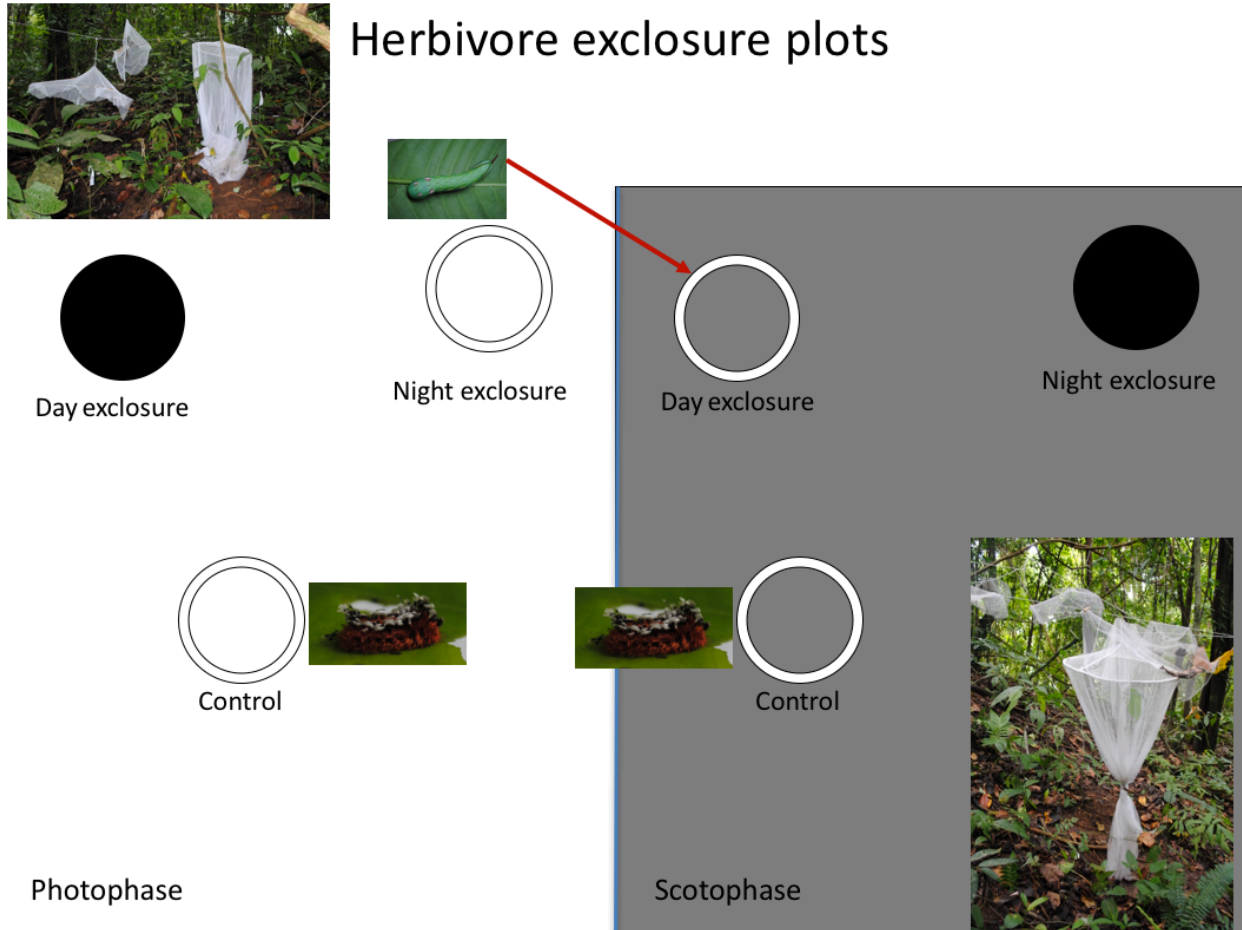 Herbivore exclosure plots
Day exclosure
Night exclosure
Day exclosure
Night exclosure
Control
Control
Photophase
Scotophase